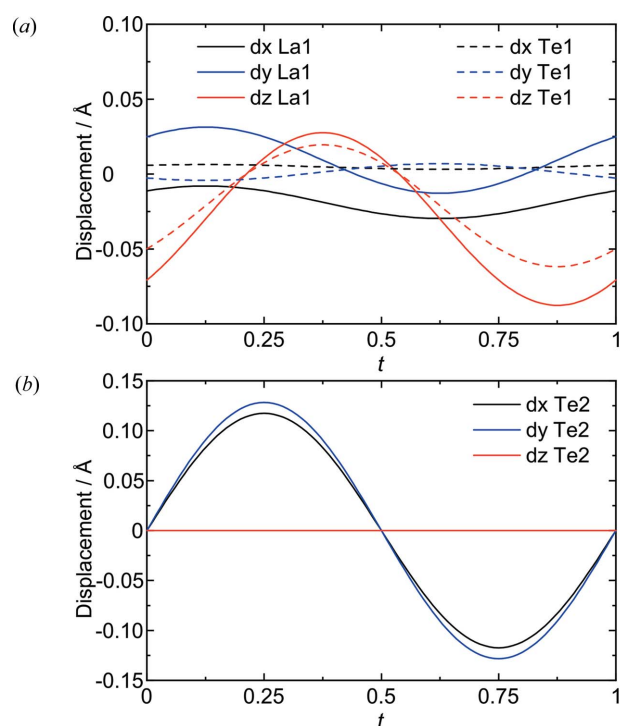 (a)
0.10
0.05
0
-0.05
-0.10
Displacement / Å
dx La1
dy La1
dz La1
dx Te1
dy Te1
dz Te1
0 0.25 0.5 0.75 1
t
(b)
0.15
0.10
0.05
0
-0.05
-0.10
-0.15
Displacement / Å
dx Te2
dy Te2
dz Te2
0 0.25 0.5 0.75 1
t